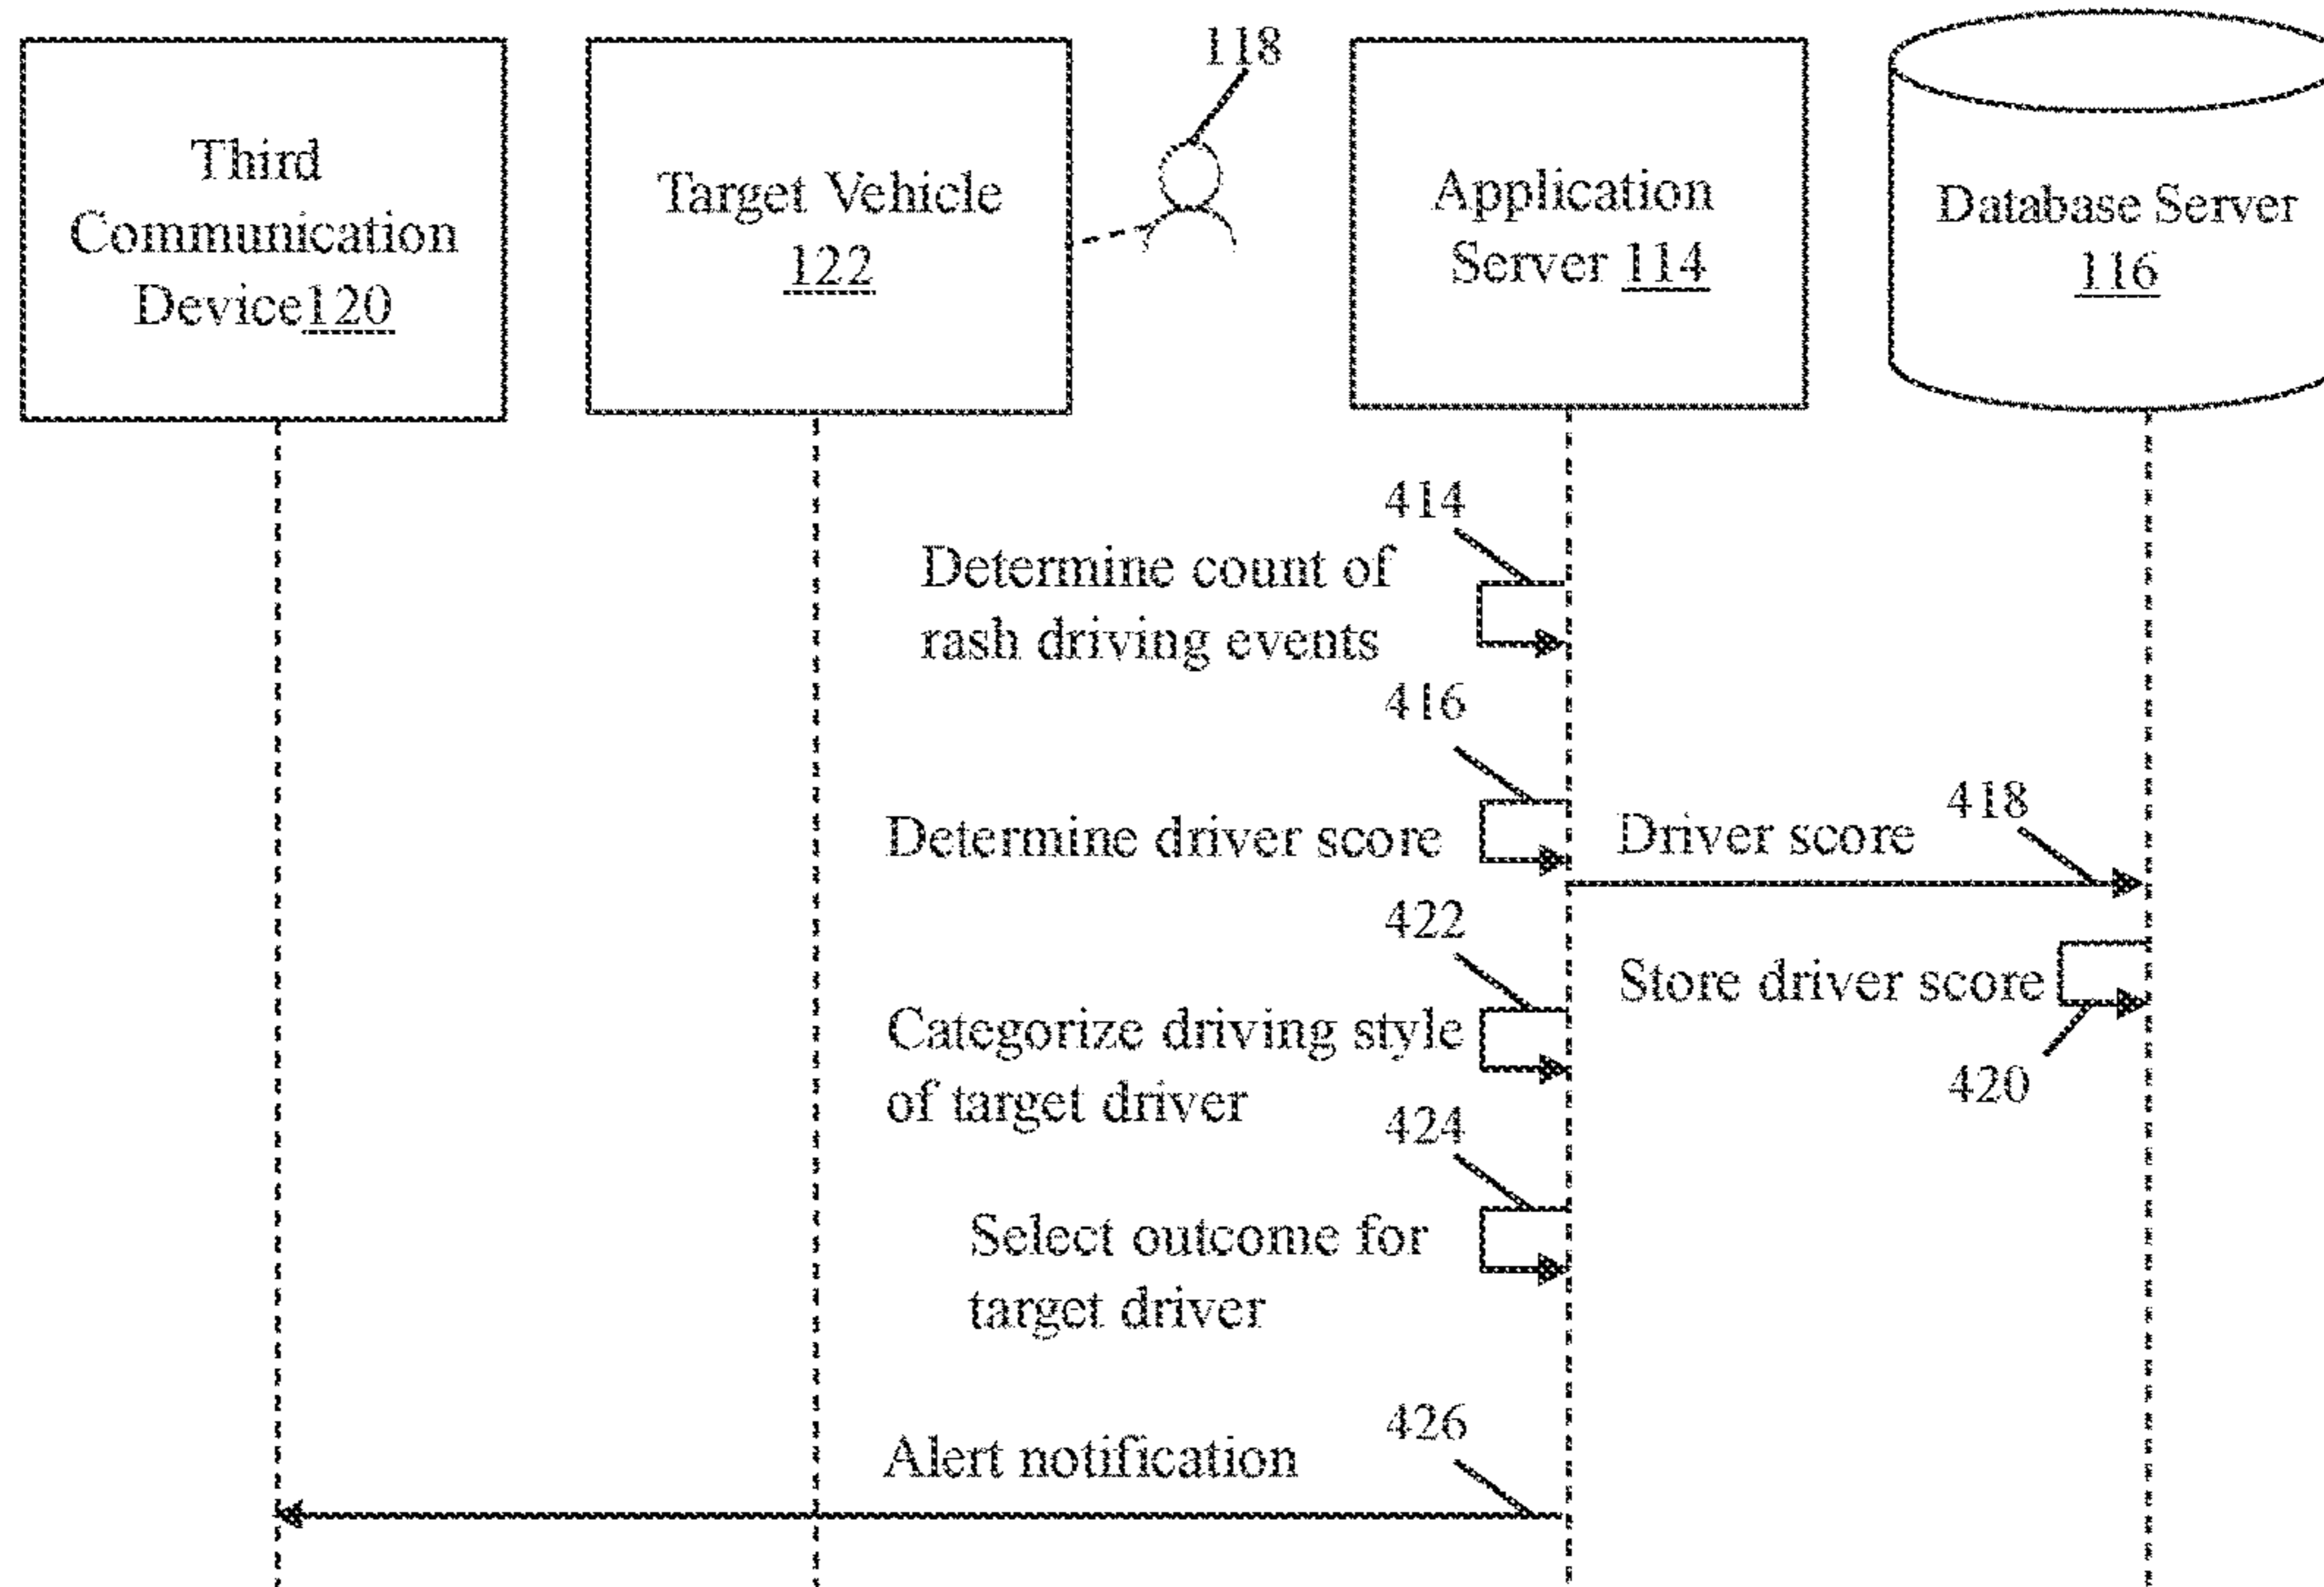 Third
Communication
Device120
Target Vehicle
122
118
Application
Server 114
Database Server
116
414
Determine count of
rash driving events
416
Determine driver score
Driver score
418
422
Store driver score
Categorize driving style
of target driver
420
424
Select outcome for
target driver
426
Alert notification